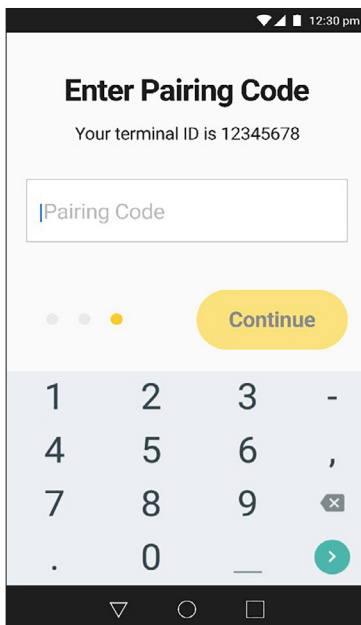 12:30 pm
Enter Pairing Code
Your terminal ID is 12345678
Pairing Code
Continue
1 2 3 -
4 5 6 ,
7 8 9
. 0 _